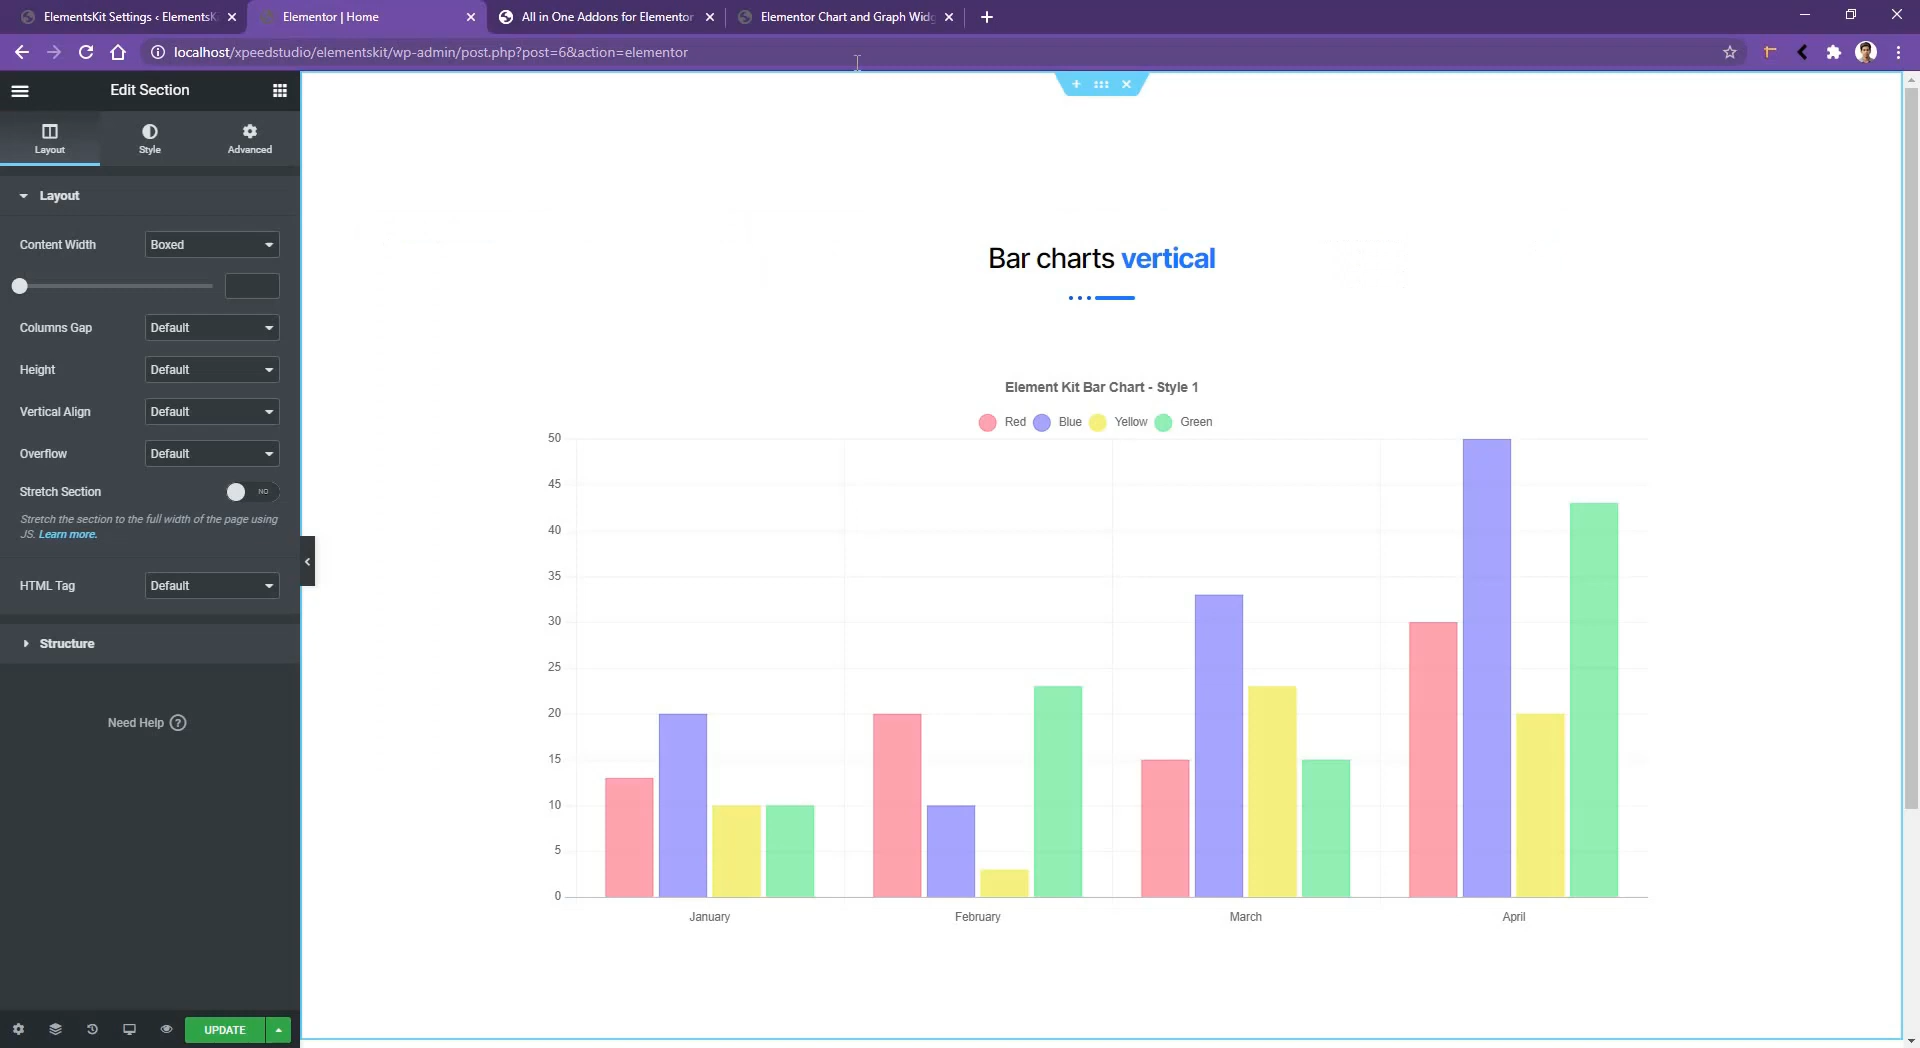 ElementsKit Settings ‹ ElementsK
Elementor | Home
All in One Addons for Elementor
Elementor Chart and Graph Widg
localhost/xpeedstudio/elementskit/wp-admin/post.php?post=6&action=elementor
Edit Section
Layout
Style
Advanced
Layout
Content Width
Boxed
Columns Gap
Default
Height
Default
Vertical Align
Default
Overflow
Default
Stretch Section
NO
Stretch the section to the full width of the page using
JS. Learn more.
HTML Tag
Default
Structure
Need Help ?
UPDATE
Bar charts vertical
Element Kit Bar Chart - Style 1
Red Blue Yellow Green
50
45
40
35
30
25
20
15
10
5
0
January February March April